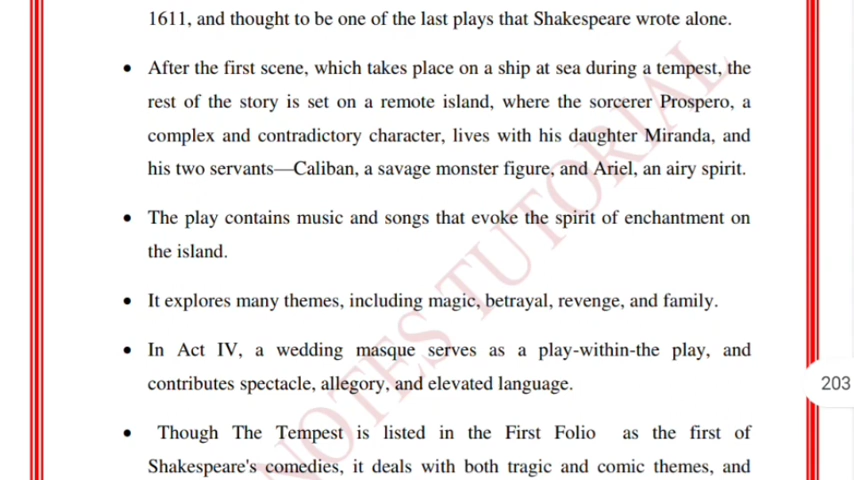 1611, and thought to be one of the last plays that Shakespeare wrote alone.
• After the first scene, which takes place on a ship at sea during a tempest, the
rest of the story is set on a remote island, where the sorcerer Prospero, a
complex and contradictory character, lives with his daughter Miranda, and
his two servants—Caliban, a savage monster figure, and Ariel, an airy spirit.
• The play contains music and songs that evoke the spirit of enchantment on
the island.
• It explores many themes, including magic, betrayal, revenge, and family.
• In Act IV, a wedding masque serves as a play-within-the play, and
contributes spectacle, allegory, and elevated language.
203
• Though The Tempest is listed in the First Folio as the first of
Shakespeare's comedies, it deals with both tragic and comic themes, and
NOTES TUTORIAL